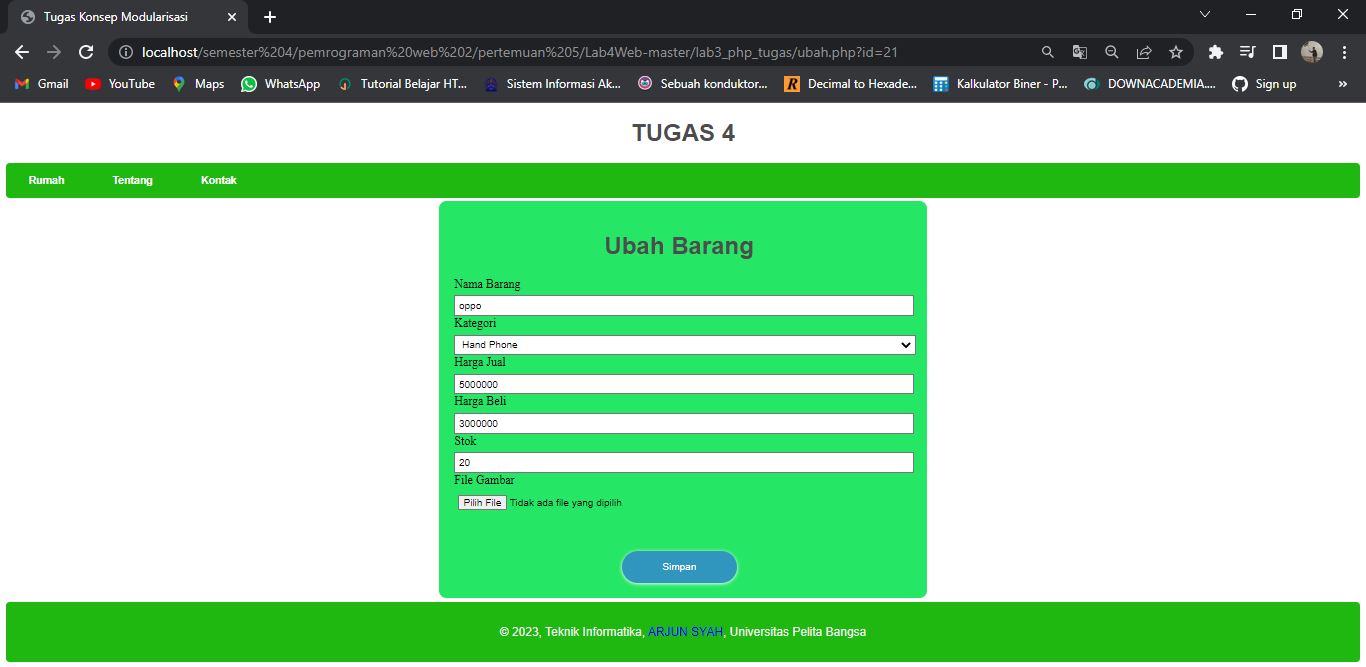 Tugas Konsep Modularisasi
localhost/semester%204/pemrograman%20web%202/pertemuan%205/Lab4Web-master/lab3_php_tugas/ubah.php?id=21
Gmail YouTube Maps WhatsApp Tutorial Belajar HT... Sistem Informasi Ak... Sebuah konduktor... Decimal to Hexade... Kalkulator Biner - P... DOWNACADEMIA.... Sign up »
TUGAS 4
Rumah Tentang Kontak
Ubah Barang
Nama Barang
oppo
Kategori
Hand Phone
Harga Jual
5000000
Harga Beli
3000000
Stok
20
File Gambar
Pilih File Tidak ada file yang dipilih
Simpan
© 2023, Teknik Informatika, ARJUN SYAH, Universitas Pelita Bangsa